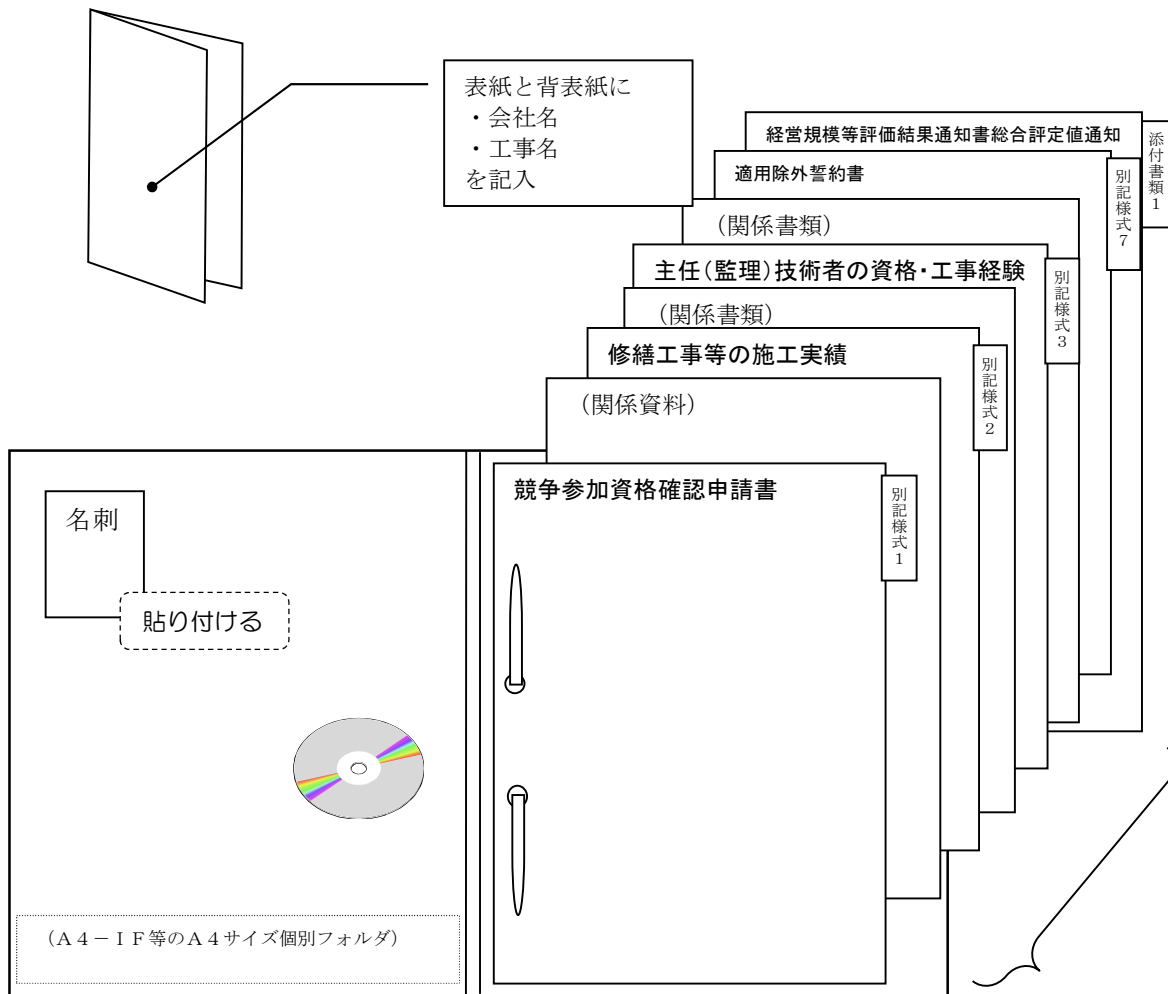 表紙と背表紙に
・会社名
・工事名
を記入
経営規模等評価結果通知書総合評定値通知
添付書類１
適用除外誓約書
別記様式７
（関係書類）
主任（監理）技術者の資格・工事経験
別記様式３
（関係書類）
修繕工事等の施工実績
別記様式２
（関係資料）
競争参加資格確認申請書
別記様式１
名刺
貼り付ける
（Ａ４－ＩＦ等のＡ４サイズ個別フォルダ）